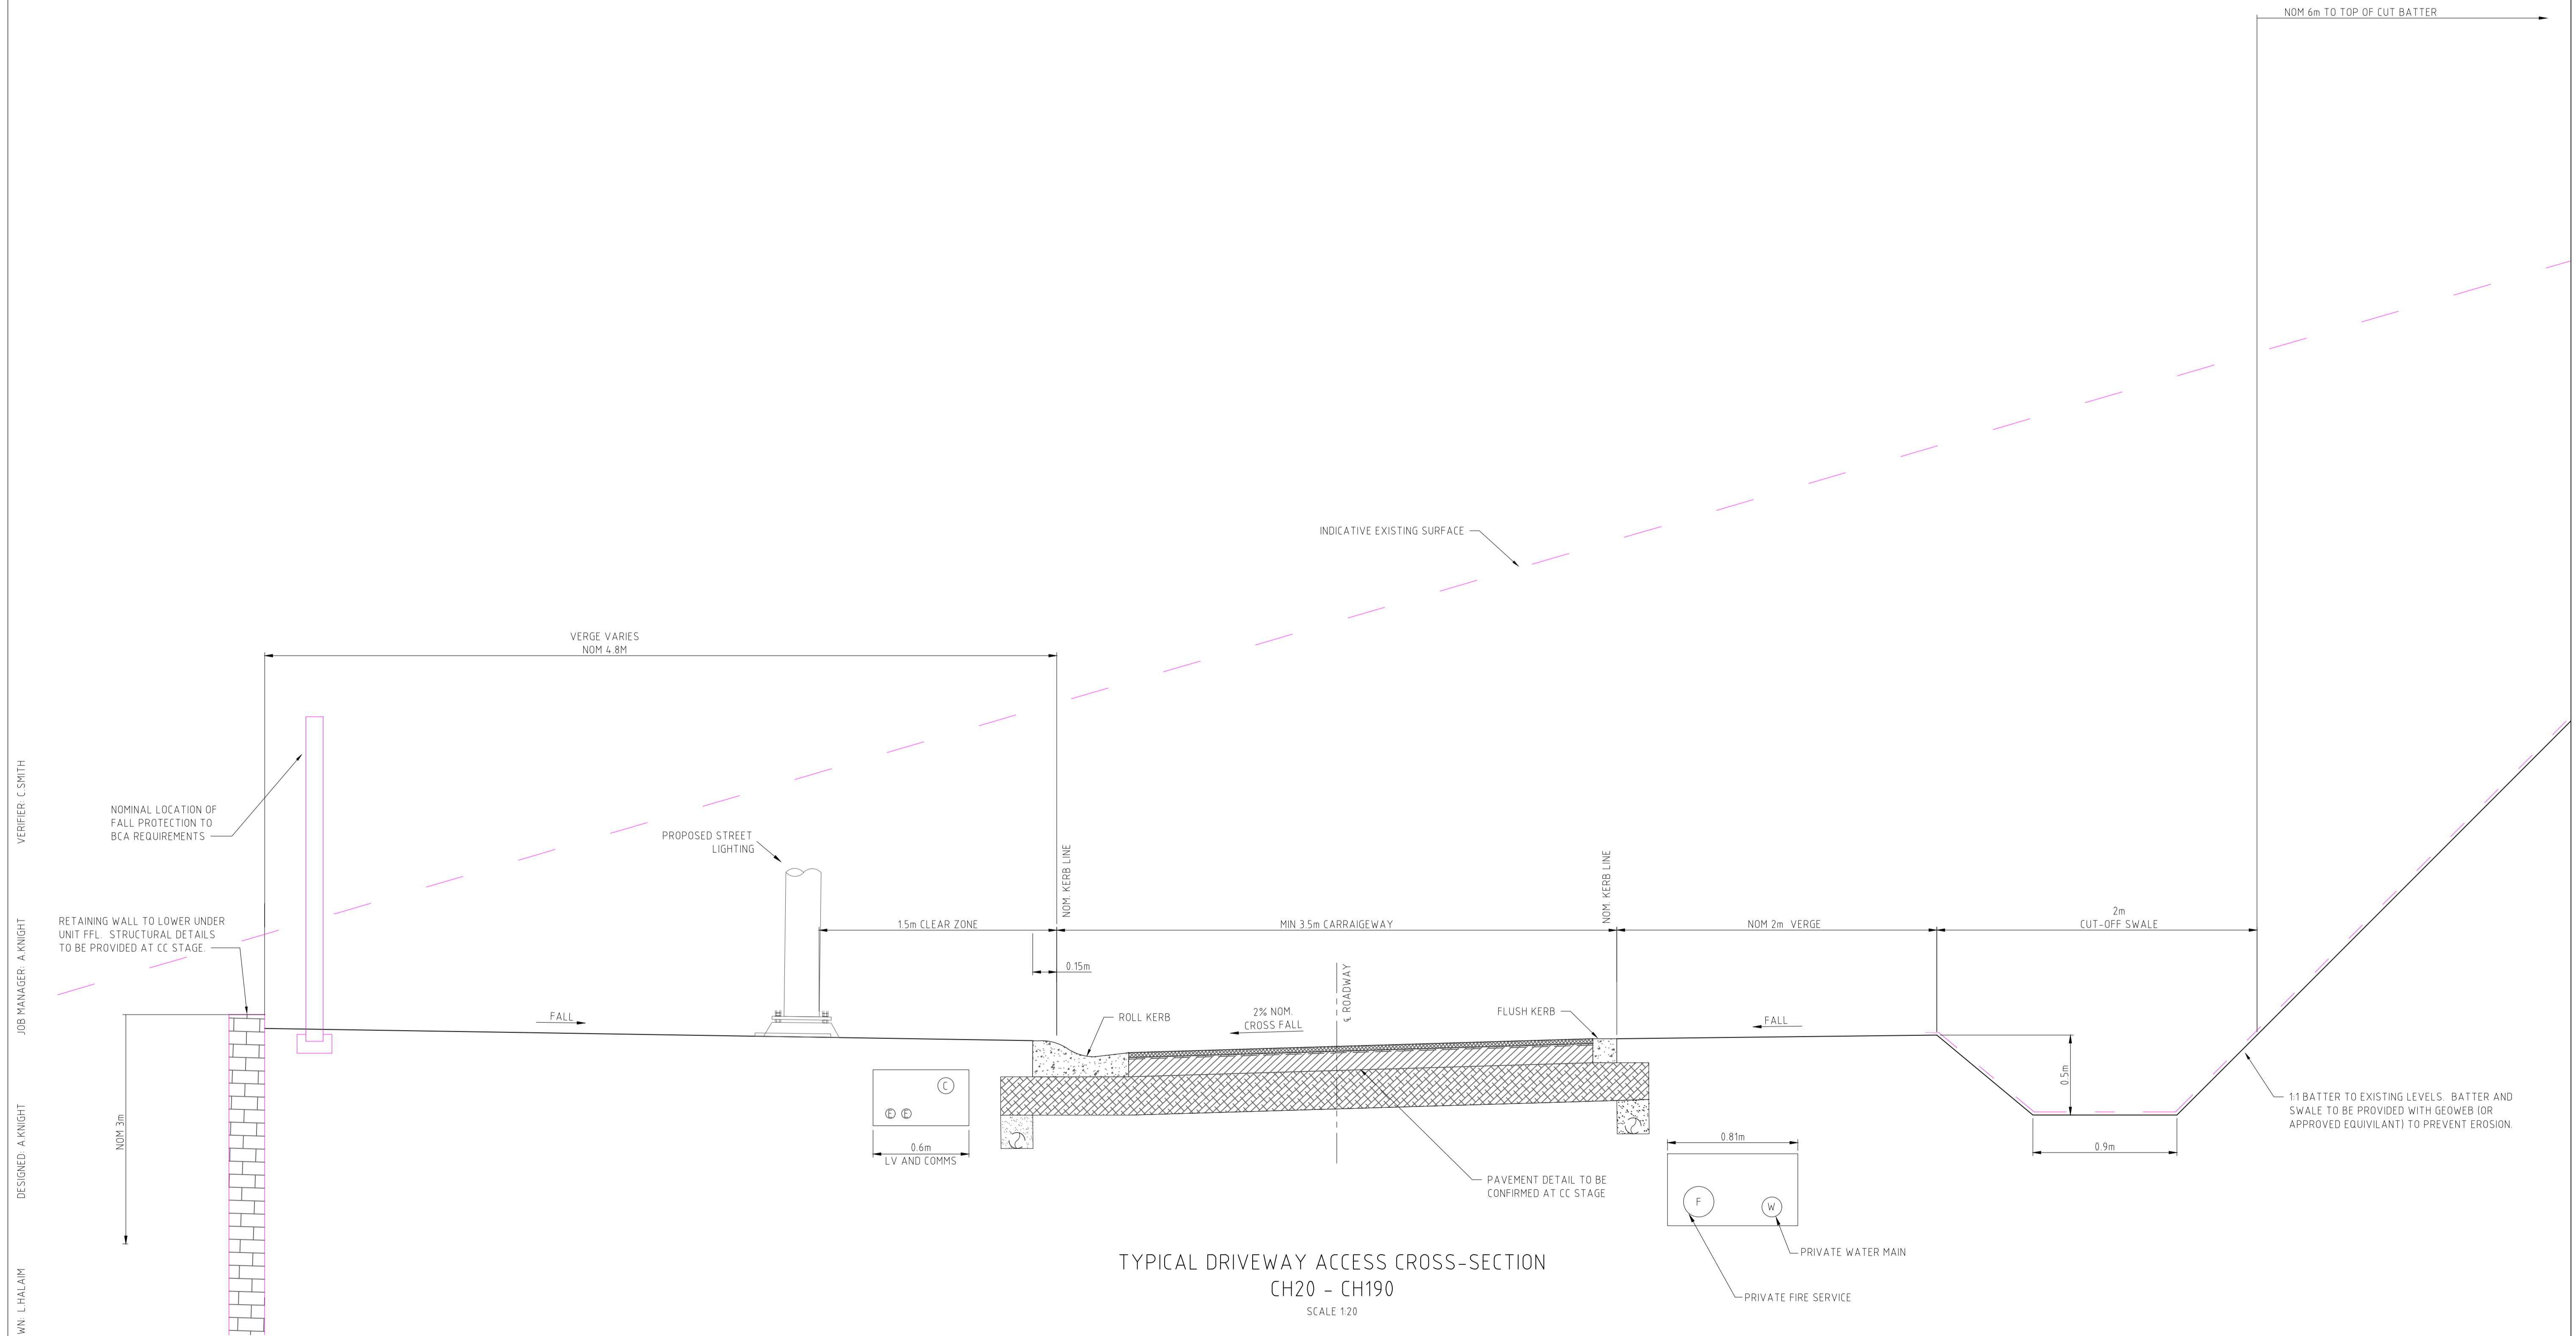 NOM 6m TO TOP OF CUT BATTER
INDICATIVE EXISTING SURFACE
VERGE VARIES
NOM 4.8M
NOMINAL LOCATION OF
FALL PROTECTION TO
BCA REQUIREMENTS
PROPOSED STREET
LIGHTING
RETAINING WALL TO LOWER UNDER
UNIT FFL. STRUCTURAL DETAILS
TO BE PROVIDED AT CC STAGE.
NOM. KERB LINE
NOM. KERB LINE
1.5m CLEAR ZONE
MIN 3.5m CARRAIGEWAY
NOM 2m VERGE
2m
CUT-OFF SWALE
0.15m
℄ ROADWAY
FALL
ROLL KERB
2% NOM.
CROSS FALL
FLUSH KERB
FALL
0.5m
C
E E
0.6m
LV AND COMMS
NOM 3m
1:1 BATTER TO EXISTING LEVELS. BATTER AND
SWALE TO BE PROVIDED WITH GEOWEB (OR
APPROVED EQUIVILANT) TO PREVENT EROSION.
0.81m
0.9m
PAVEMENT DETAIL TO BE
CONFIRMED AT CC STAGE
F
W
PRIVATE WATER MAIN
PRIVATE FIRE SERVICE
TYPICAL DRIVEWAY ACCESS CROSS-SECTION
CH20 - CH190
SCALE 1:20
VERIFIER: C.SMITH
JOB MANAGER: A.KNIGHT
DESIGNED: A.KNIGHT
WN: L.HALAIM